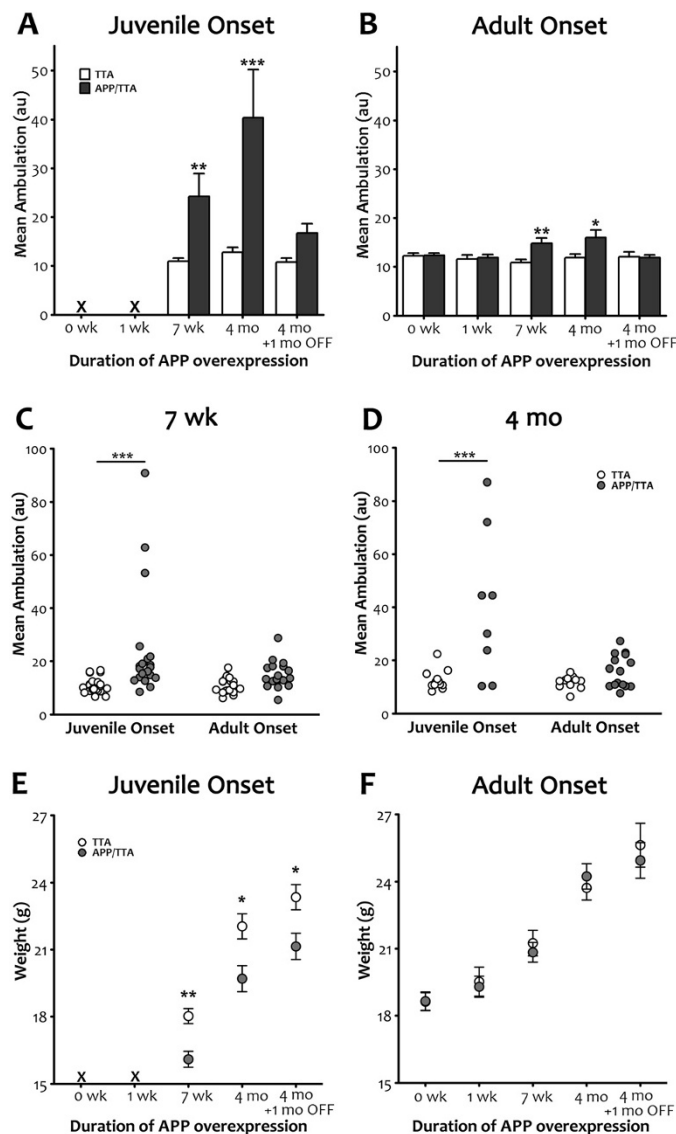 A Juvenile Onset
Mean Ambulation (au)
50
40
30
20
10
0
TTA
APP/TTA
**
***
X X
0 wk 1 wk 7 wk 4 mo 4 mo
+1 mo OFF
Duration of APP overexpression
B Adult Onset
Mean Ambulation (au)
50
40
30
20
10
0
**
*
0 wk 1 wk 7 wk 4 mo 4 mo
+1 mo OFF
Duration of APP overexpression
C 7 wk
Mean Ambulation (au)
100
80
60
40
20
0
***
Juvenile Onset Adult Onset
D 4 mo
Mean Ambulation (au)
100
80
60
40
20
0
***
TTA
APP/TTA
Juvenile Onset Adult Onset
E Juvenile Onset
Weight (g)
27
24
21
18
15
TTA
APP/TTA
**
*
*
X X
0 wk 1 wk 7 wk 4 mo 4 mo
+1 mo OFF
Duration of APP overexpression
F Adult Onset
Weight (g)
27
24
21
18
15
0 wk 1 wk 7 wk 4 mo 4 mo
+1 mo OFF
Duration of APP overexpression